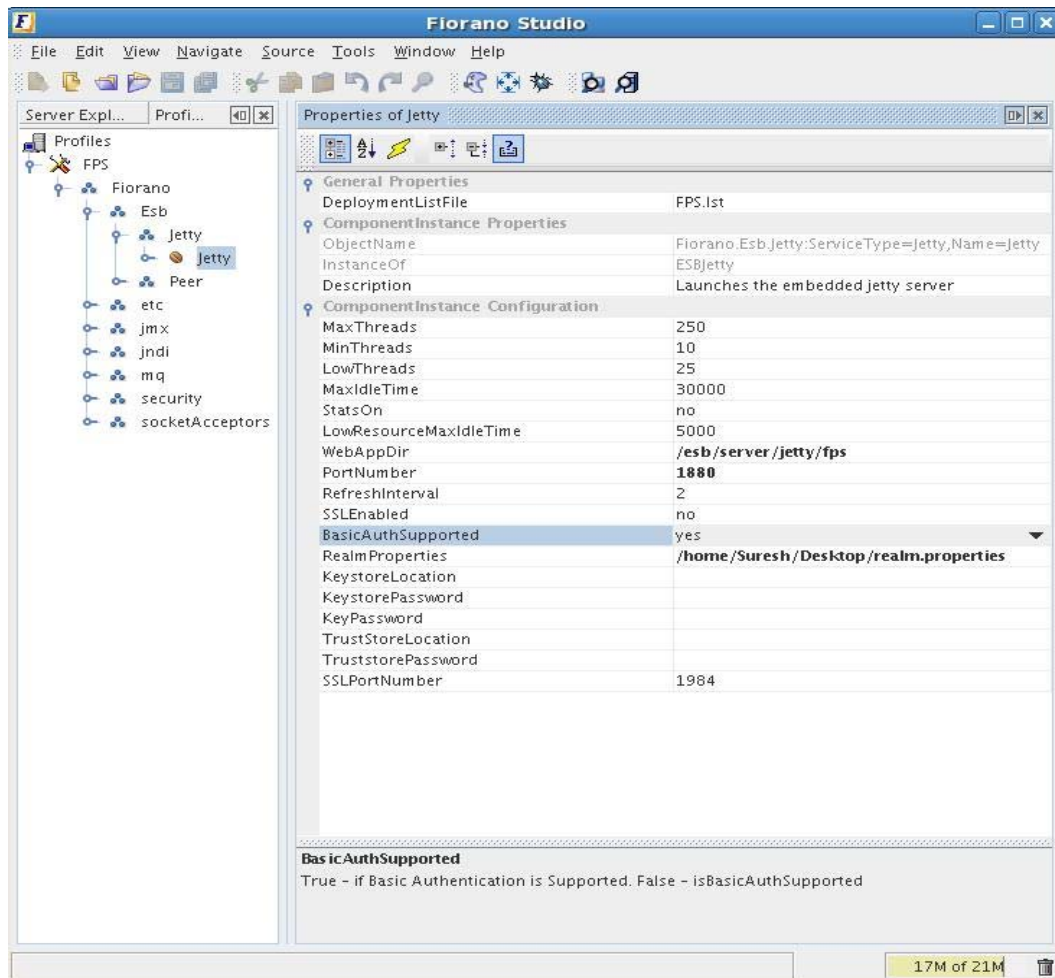 Fiorano Studio
File Edit View Navigate Source Tools Window Help
Server Expl... Profi...
Profiles
FPS
Fiorano
Esb
Jetty
Jetty
Peer
etc
jmx
jndi
mq
security
socketAcceptors
Properties of Jetty
General Properties
DeploymentListFile FPS.lst
ComponentInstance Properties
ObjectName Fiorano.Esb.Jetty:ServiceType=Jetty,Name=Jetty
InstanceOf ESBJetty
Description Launches the embedded jetty server
ComponentInstance Configuration
MaxThreads 250
MinThreads 10
LowThreads 25
MaxIdleTime 30000
StatsOn no
LowResourceMaxIdleTime 5000
WebAppDir /esb/server/jetty/fps
PortNumber 1880
RefreshInterval 2
SSLEnabled no
BasicAuthSupported yes
RealmProperties /home/Suresh/Desktop/realm.properties
KeystoreLocation
KeystorePassword
KeyPassword
TrustStoreLocation
TruststorePassword
SSLPortNumber 1984
BasicAuthSupported
True - if Basic Authentication is Supported. False - isBasicAuthSupported
17M of 21M